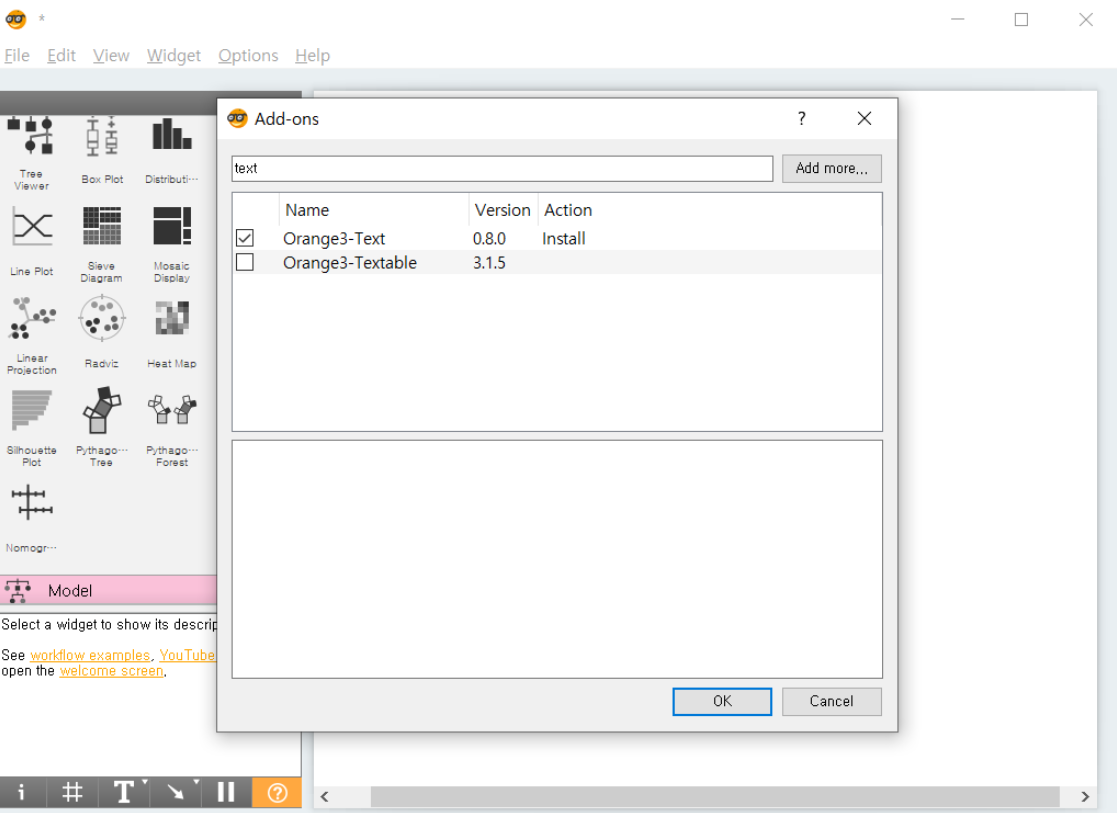 *
File Edit View Widget Options Help
Add-ons
?
text
Add more...
Name Version Action
Orange3-Text 0.8.0 Install
Orange3-Textable 3.1.5
OK
Cancel
Tree
Viewer
Box Plot
Distributi···
Line Plot
Sieve
Diagram
Mosaic
Display
Linear
Projection
Radviz
Heat Map
Silhouette
Plot
Pythago···
Tree
Pythago···
Forest
Nomogr···
Model
Select a widget to show its descrip
See workflow examples, YouTube
open the welcome screen.
i # T ?